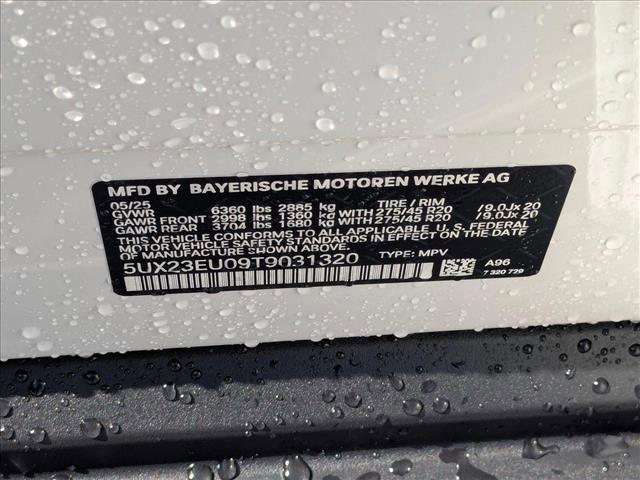 MFD BY BAYERISCHE MOTOREN WERKE AG
05/25 TIRE / RIM
GVWR 6360 lbs 2885 kg
GAWR FRONT 2998 lbs 1360 kg WITH 275/45 R20 /9.0Jx 20
GAWR REAR 3704 lbs 1680 kg WITH 275/45 R20 /9.0Jx 20
THIS VEHICLE CONFORMS TO ALL APPLICABLE U.S. FEDERAL
MOTOR VEHICLE SAFETY STANDARDS IN EFFECT ON THE DATE
OF MANUFACTURE SHOWN ABOVE.
5UX23EU09T9031320 TYPE: MPV
A96
7 320 729